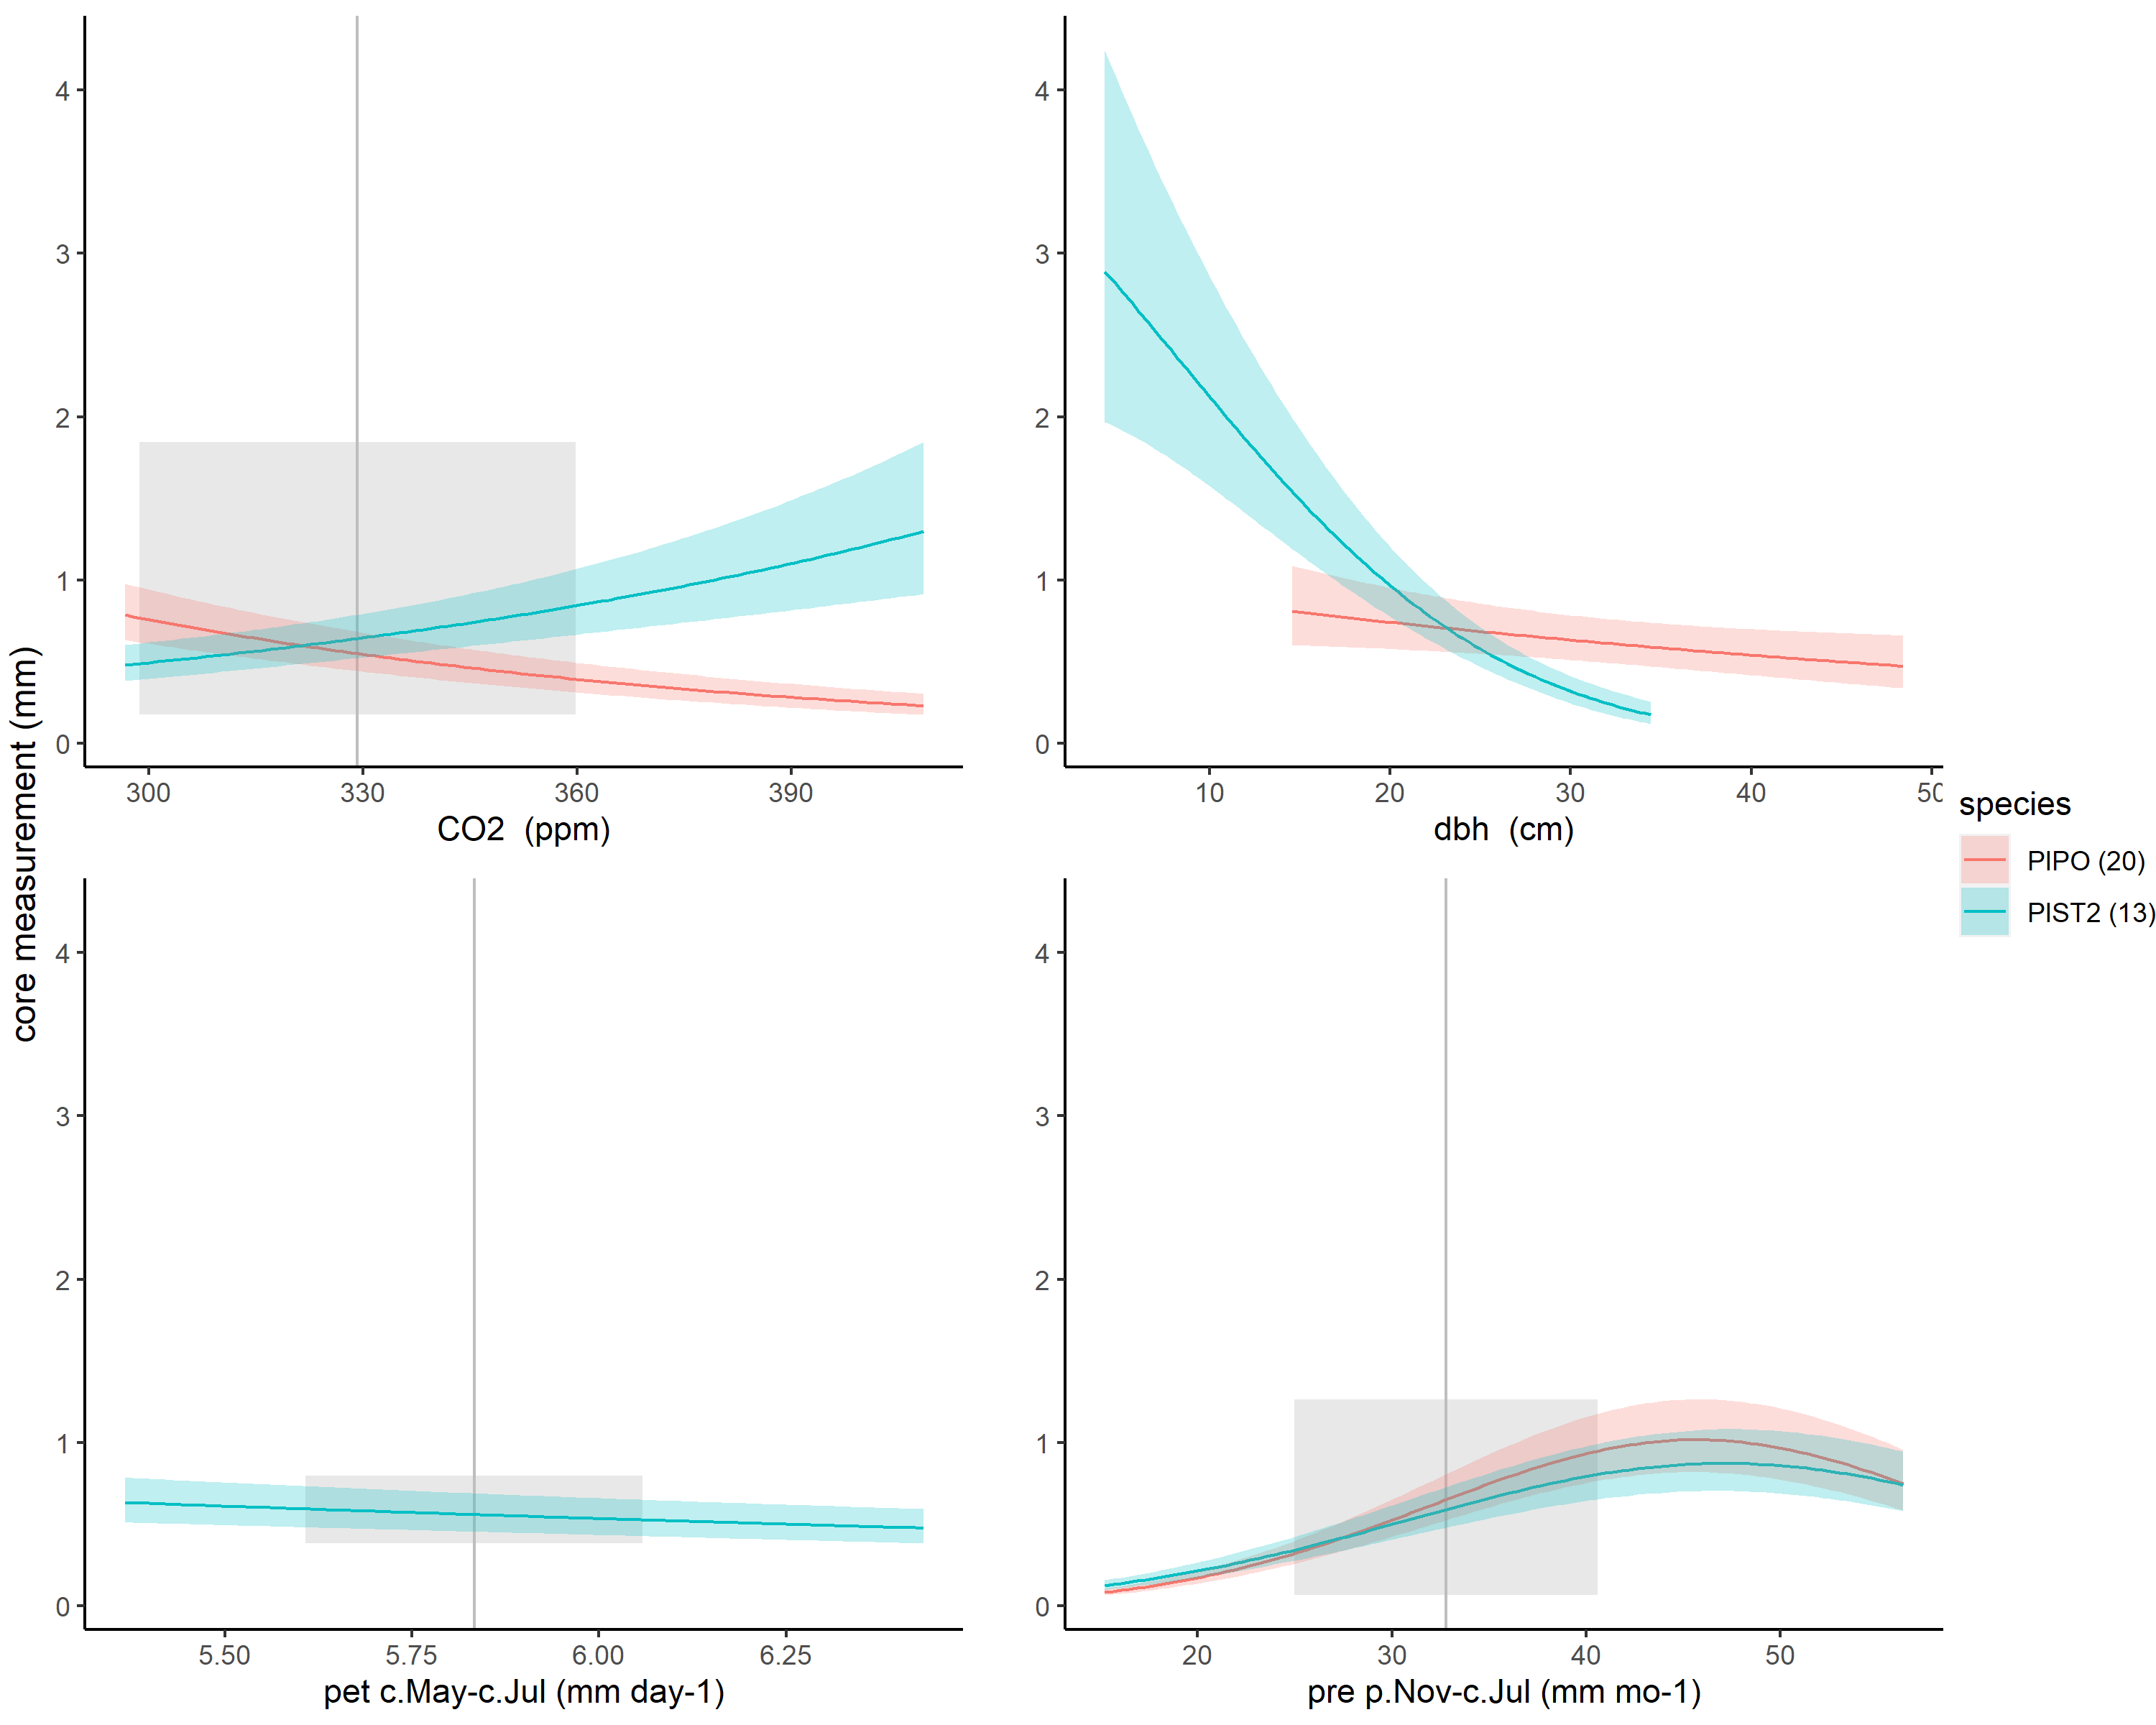 core measurement (mm)
4
3
2
1
0
300 330 360 390
CO2 (ppm)
4
3
2
1
0
10 20 30 40 50
dbh (cm)
4
3
2
1
0
5.50 5.75 6.00 6.25
pet c.May-c.Jul (mm day-1)
4
3
2
1
0
20 30 40 50
pre p.Nov-c.Jul (mm mo-1)
species
PIPO (20)
PIST2 (13)